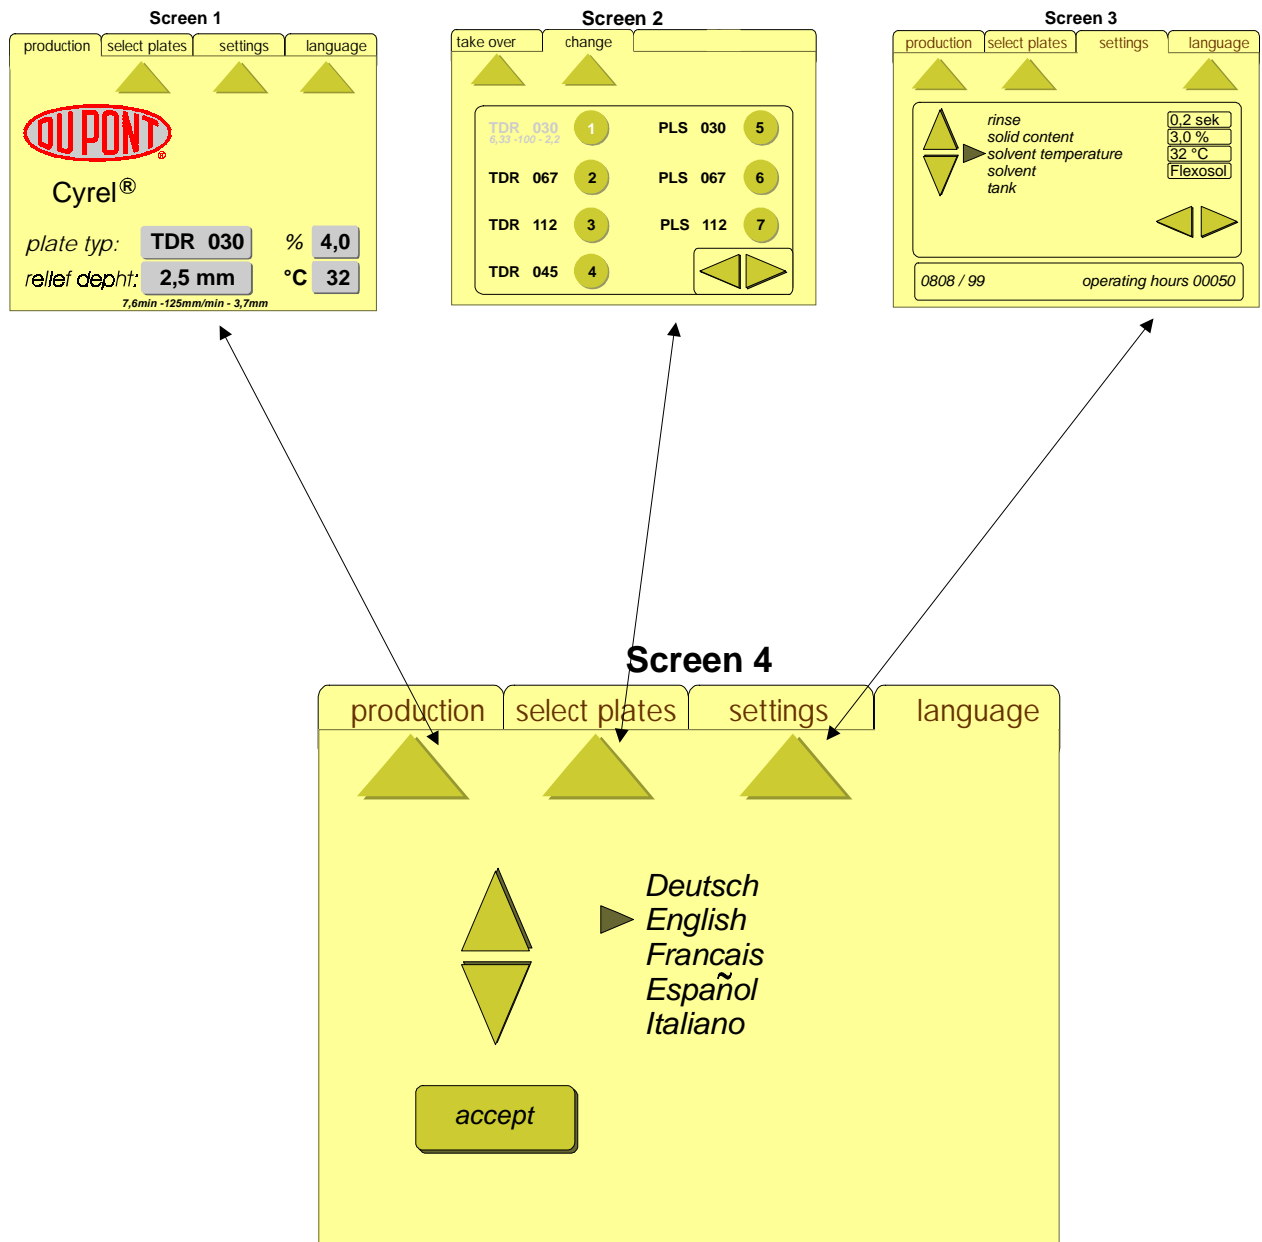 Screen 1
production select plates settings language
DU PONT
®
Cyrel®
plate typ: TDR 030 % 4,0
relief depht: 2,5 mm °C 32
7,6min -125mm/min - 3,7mm
Screen 2
take over change
TDR 030 1 PLS 030 5
6,33 -100 - 2,2
TDR 067 2 PLS 067 6
TDR 112 3 PLS 112 7
TDR 045 4
Screen 3
production select plates settings language
rinse 0,2 sek
solid content 3,0 %
solvent temperature 32 °C
solvent Flexosol
tank
0808 / 99 operating hours 00050
Screen 4
production select plates settings language
Deutsch
English
Francais
Español
Italiano
accept